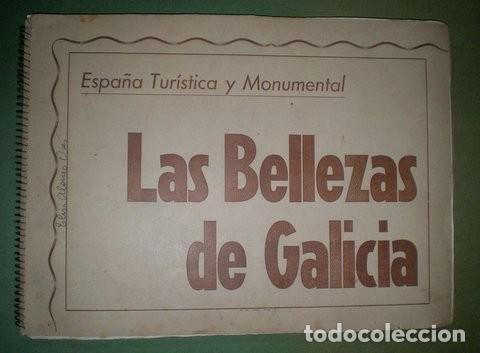 España Turística y Monumental
Las Bellezas
de Galicia
todocoleccion